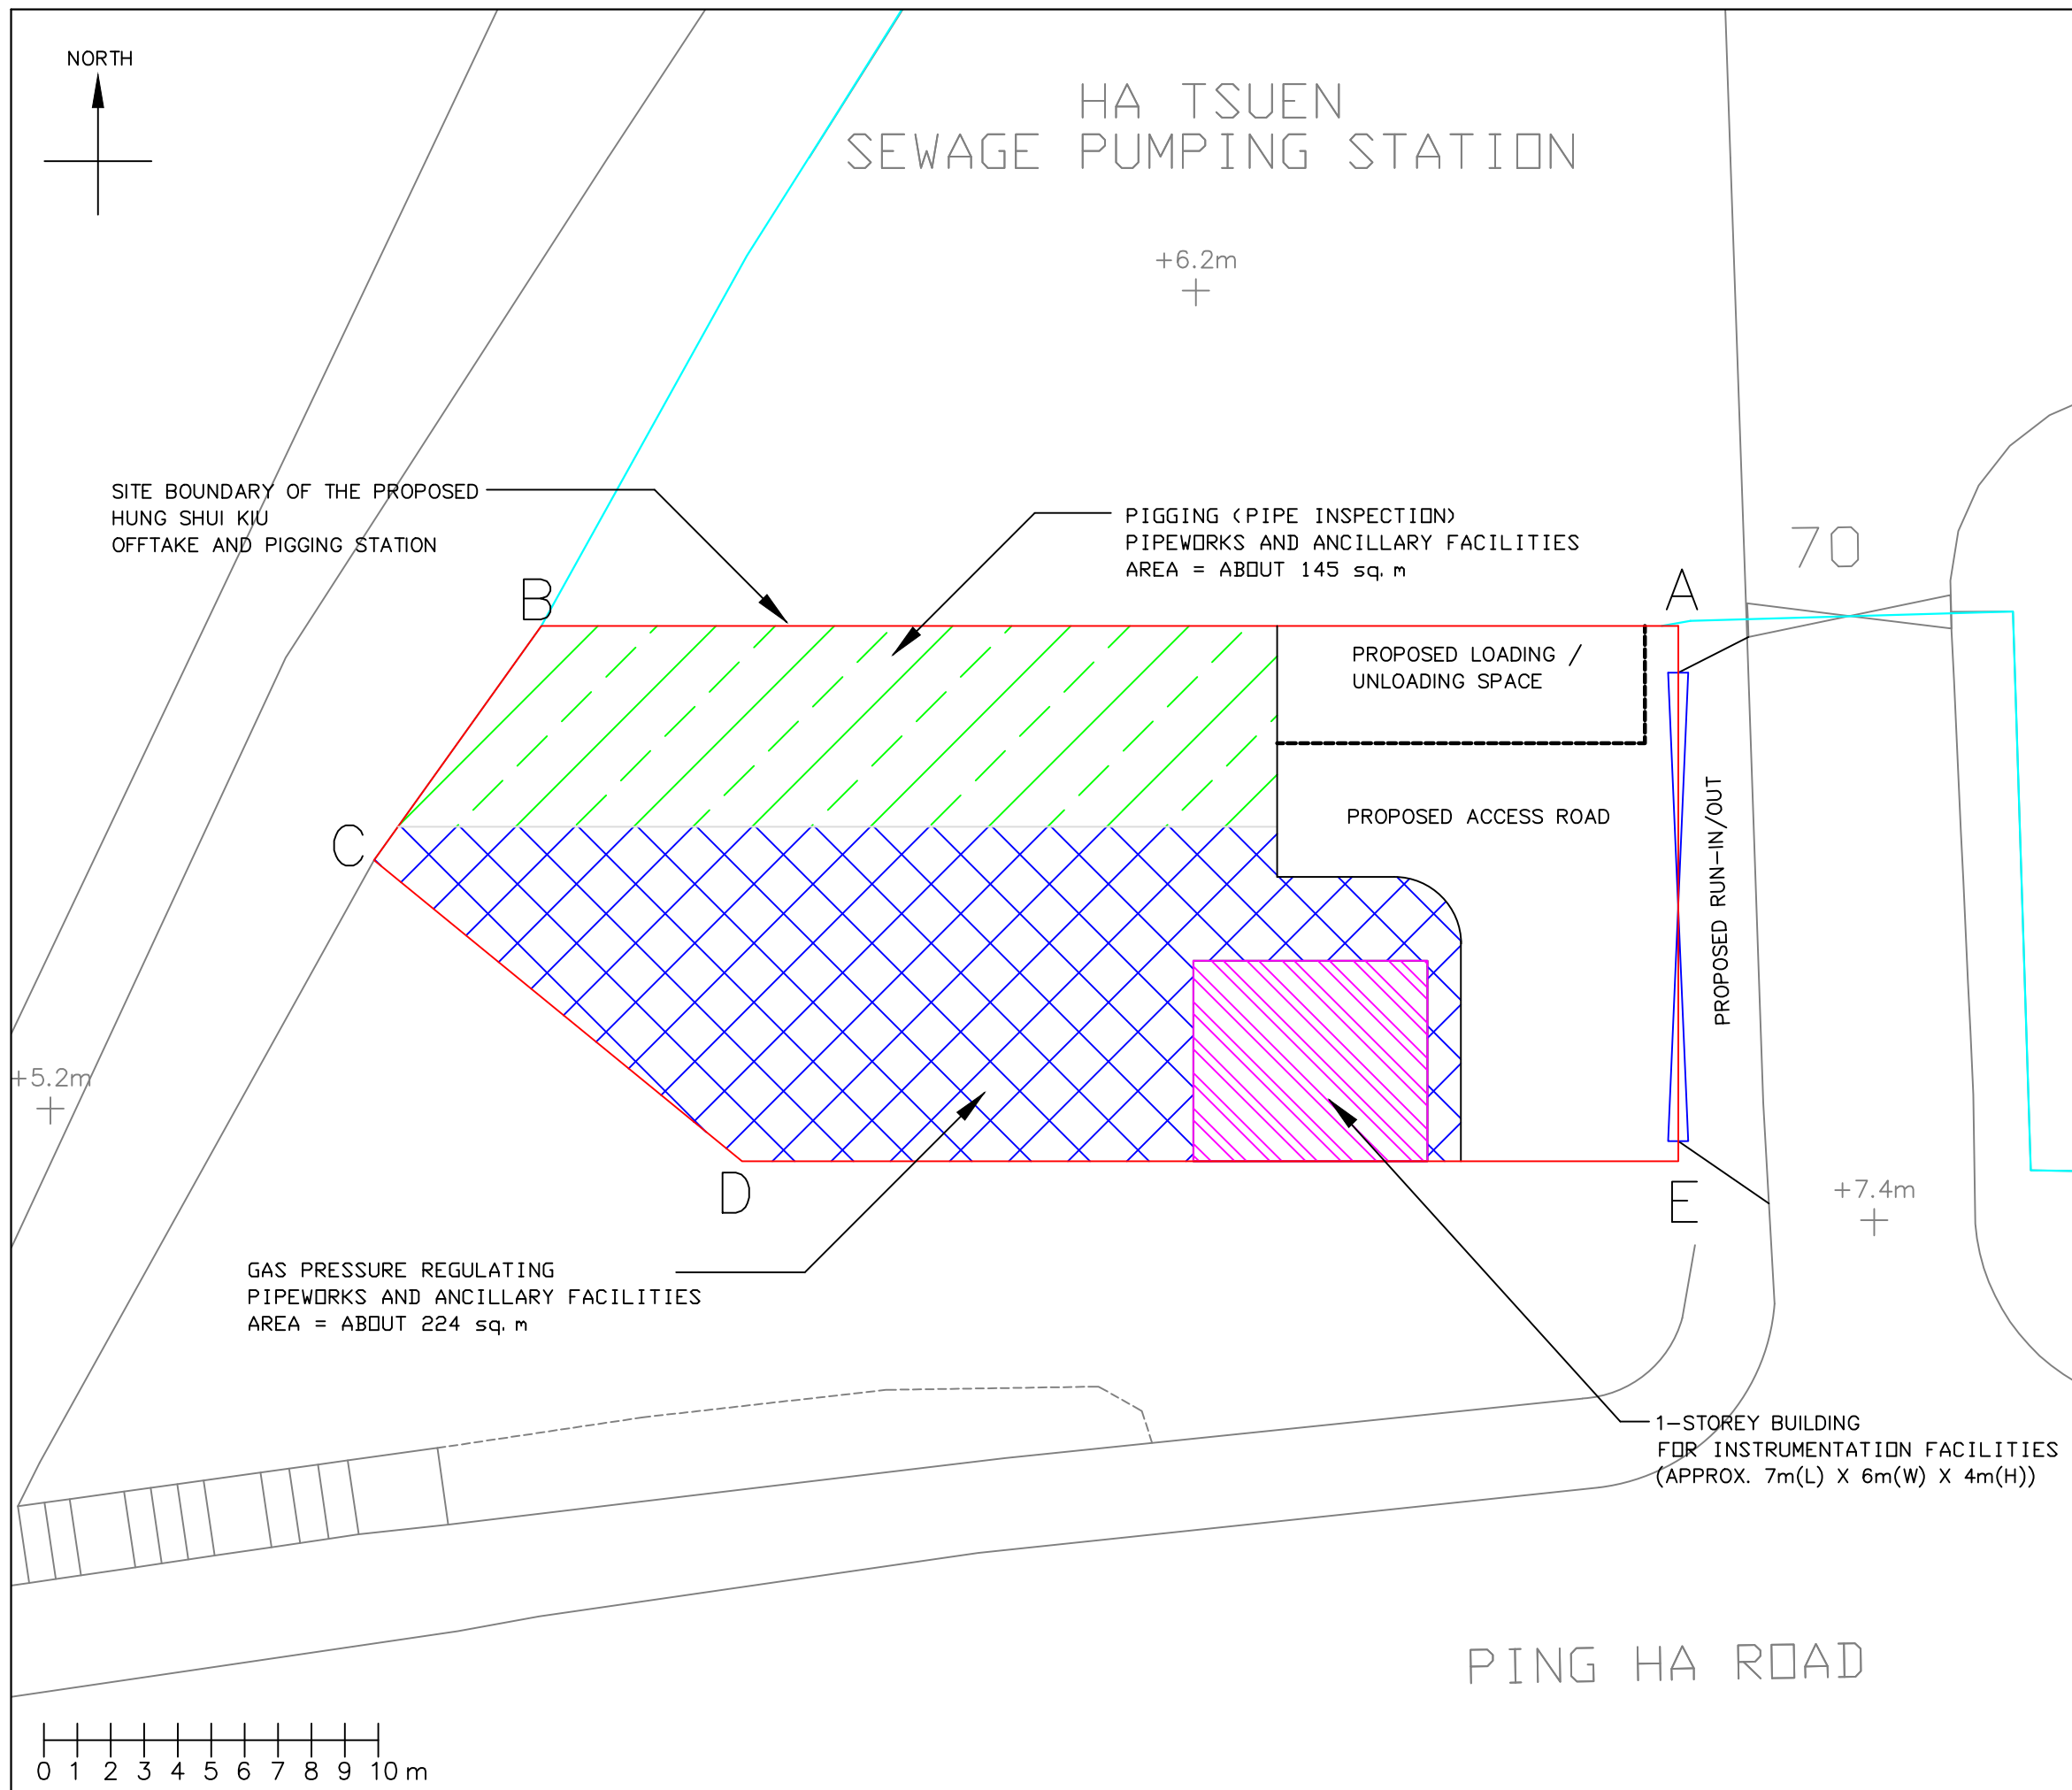 NORTH
HA TSUEN
SEWAGE PUMPING STATION
+6.2m
SITE BOUNDARY OF THE PROPOSED
HUNG SHUI KIU
OFFTAKE AND PIGGING STATION
PIGGING (PIPE INSPECTION)
PIPEWORKS AND ANCILLARY FACILITIES
AREA = ABOUT 145 sq. m
70
B
A
PROPOSED LOADING /
UNLOADING SPACE
C
PROPOSED ACCESS ROAD
PROPOSED RUN-IN/OUT
+5.2m
D
E
+7.4m
GAS PRESSURE REGULATING
PIPEWORKS AND ANCILLARY FACILITIES
AREA = ABOUT 224 sq. m
1-STOREY BUILDING
FOR INSTRUMENTATION FACILITIES
(APPROX. 7m(L) X 6m(W) X 4m(H))
PING HA ROAD
0 1 2 3 4 5 6 7 8 9 10 m